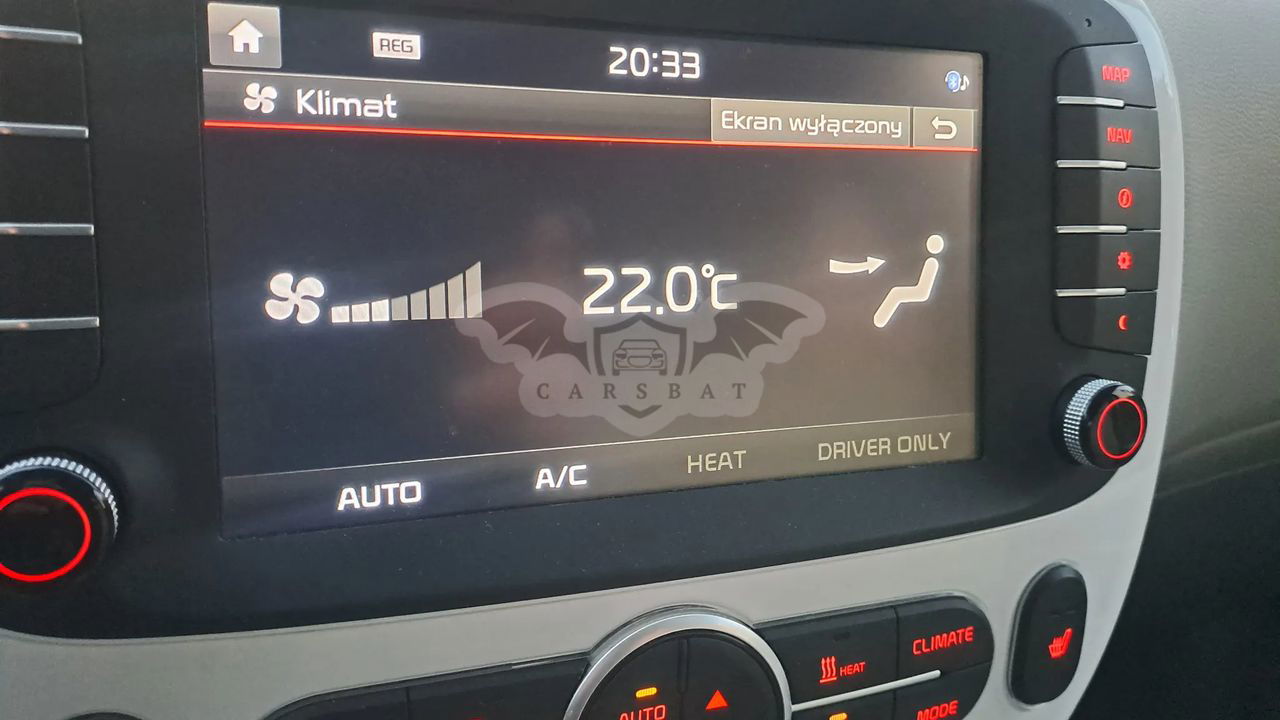 REG
20:33
Klimat
Ekran wyłączony
22.0°C
CARSBAT
AUTO
A/C
HEAT
DRIVER ONLY
MAP
NAV
HEAT
CLIMATE
AUTO
MODE